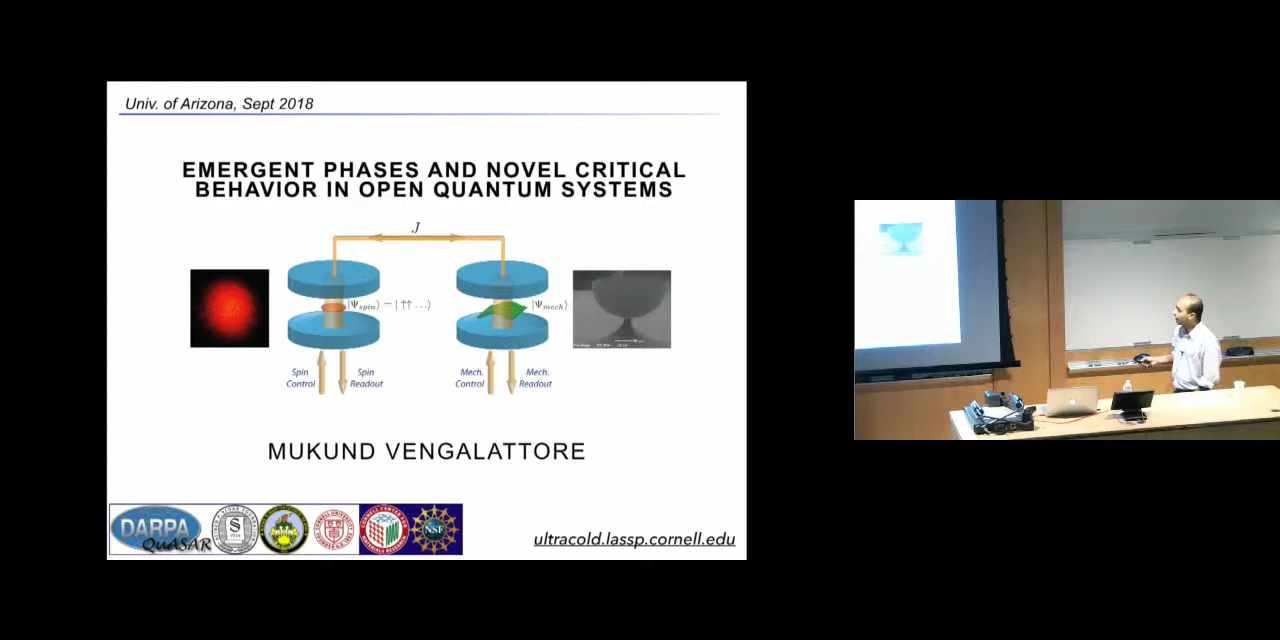 Univ. of Arizona, Sept 2018
EMERGENT PHASES AND NOVEL CRITICAL
BEHAVIOR IN OPEN QUANTUM SYSTEMS
J
|Ψspin⟩ = |↑↑ ...⟩
|Ψmech⟩
Spin
Control
Spin
Readout
Mech.
Control
Mech.
Readout
MUKUND VENGALATTORE
DARPA
QuASAR
S
NSF
ultracold.lassp.cornell.edu